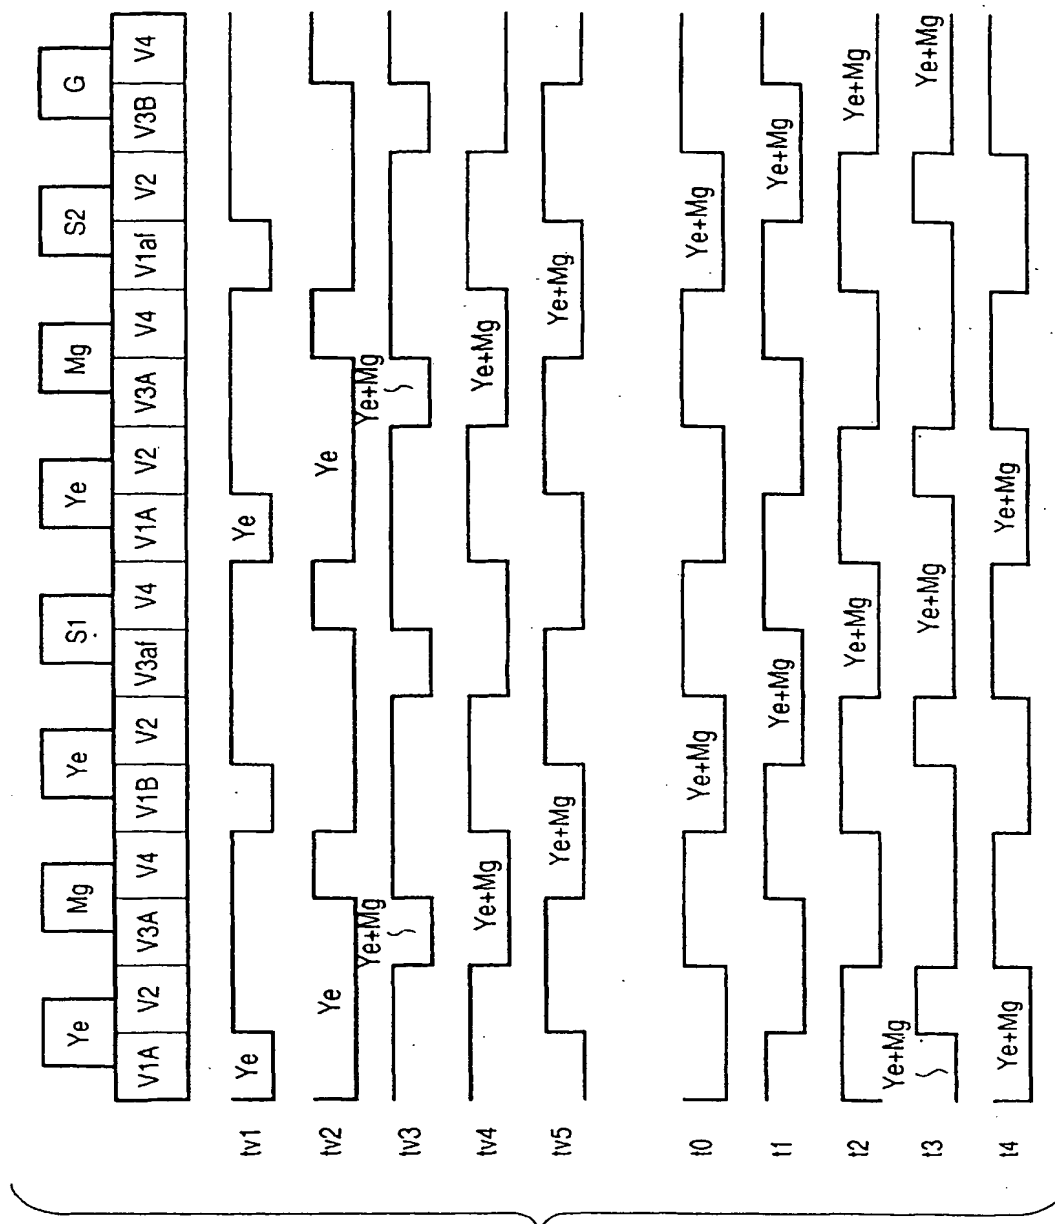 Ye Mg Ye S1 Ye Mg S2 G
V1A V2 V3A V4 V1B V2 V3af V4 V1A V2 V3A V4 V1af V2 V3B V4
tv1 Ye Ye
tv2 Ye Ye
Ye+Mg Ye+Mg
tv3
tv4 Ye+Mg Ye+Mg
tv5 Ye+Mg Ye+Mg
t0 Ye+Mg Ye+Mg
t1 Ye+Mg Ye+Mg
t2 Ye+Mg Ye+Mg
Ye+Mg
t3 Ye+Mg Ye+Mg
t4 Ye+Mg Ye+Mg